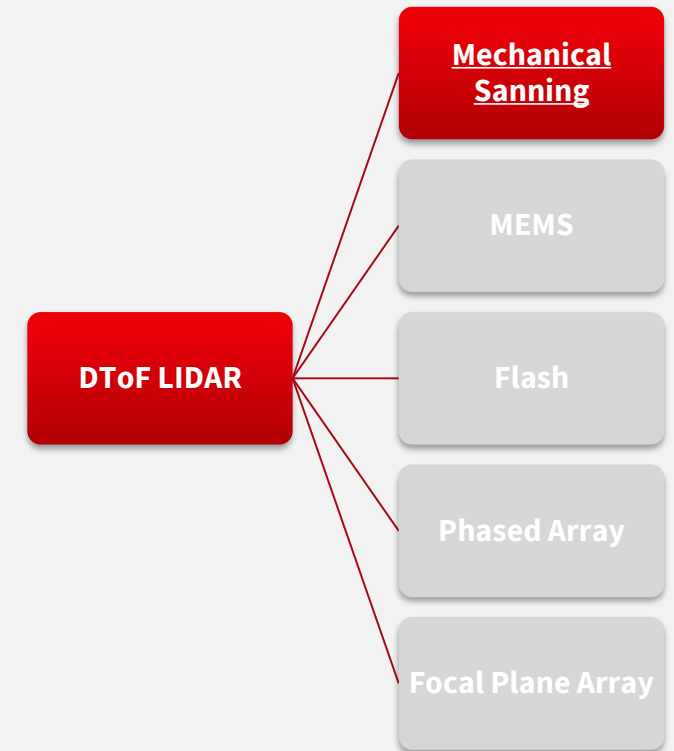 Mechanical
Sanning
MEMS
DToF LIDAR
Flash
Phased Array
Focal Plane Array